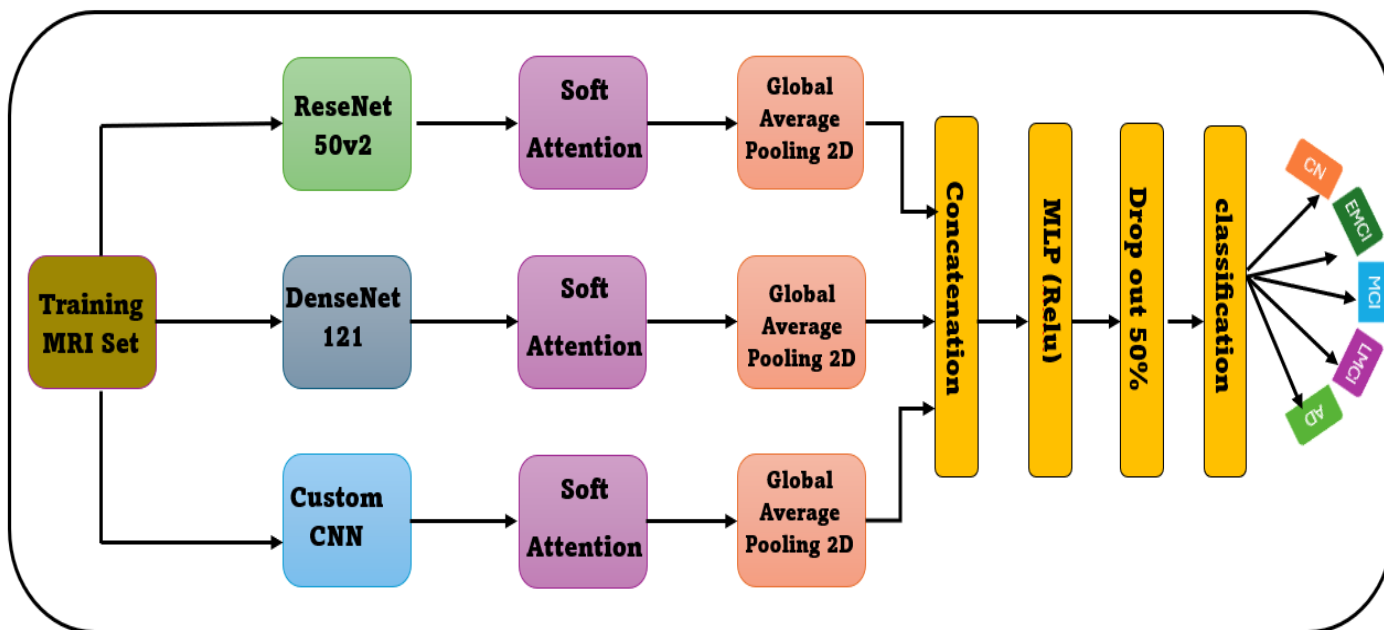 ReseNet
50v2
Soft
Attention
Global
Average
Pooling 2D
Training
MRI Set
DenseNet
121
Soft
Attention
Global
Average
Pooling 2D
Custom
CNN
Soft
Attention
Global
Average
Pooling 2D
Concatenation
MLP (Relu)
Drop out 50%
classification
CN
EMCI
MCI
LMCI
AD